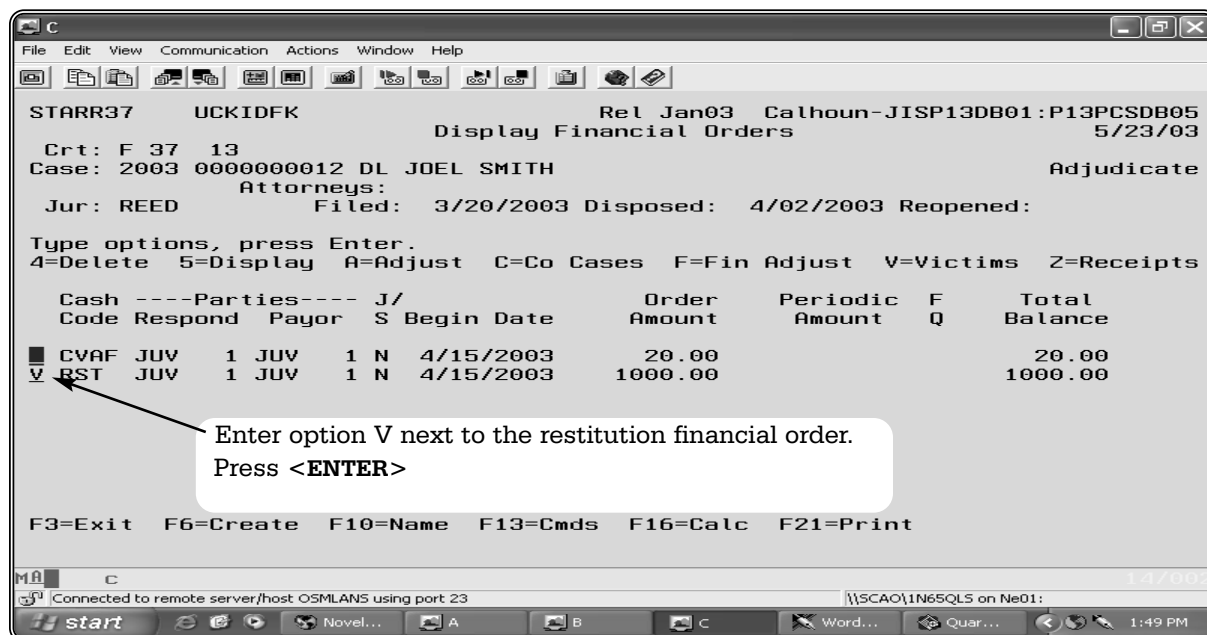 C
File Edit View Communication Actions Window Help
STARR37 UCKIDFK Rel Jan03 Calhoun-JISP13DB01:P13PCSDB05
Display Financial Orders 5/23/03
Crt: F 37 13
Case: 2003 0000000012 DL JOEL SMITH Adjudicate
Attorneys:
Jur: REED Filed: 3/20/2003 Disposed: 4/02/2003 Reopened:
Type options, press Enter.
4=Delete 5=Display A=Adjust C=Co Cases F=Fin Adjust V=Victims Z=Receipts
Cash ----Parties---- J/ Order Periodic F Total
Code Respond Payor S Begin Date Amount Amount Q Balance
CVAF JUV 1 JUV 1 N 4/15/2003 20.00 20.00
V RST JUV 1 JUV 1 N 4/15/2003 1000.00 1000.00
Enter option V next to the restitution financial order.
Press <ENTER>
F3=Exit F6=Create F10=Name F13=Cmds F16=Calc F21=Print
MA C 14/002
Connected to remote server/host OSMLANS using port 23 \\SCAO\1N65QLS on Ne01:
start Novel... A B C Word... Quar... 1:49 PM